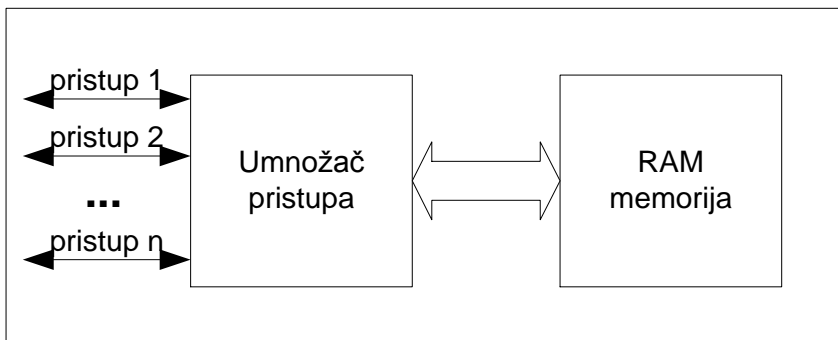 pristup 1
pristup 2
...
pristup n
Umnožač
pristupa
RAM
memorija